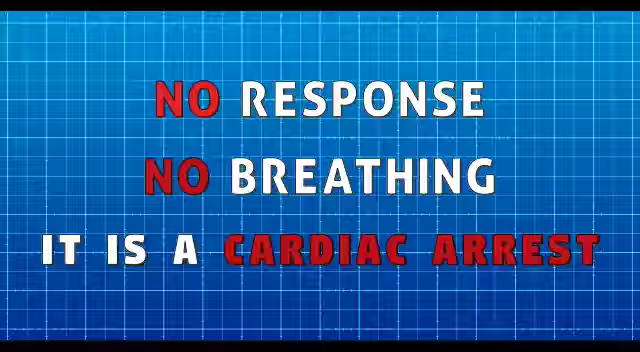 NO RESPONSE
NO BREATHING
IT IS A CARDIAC ARREST